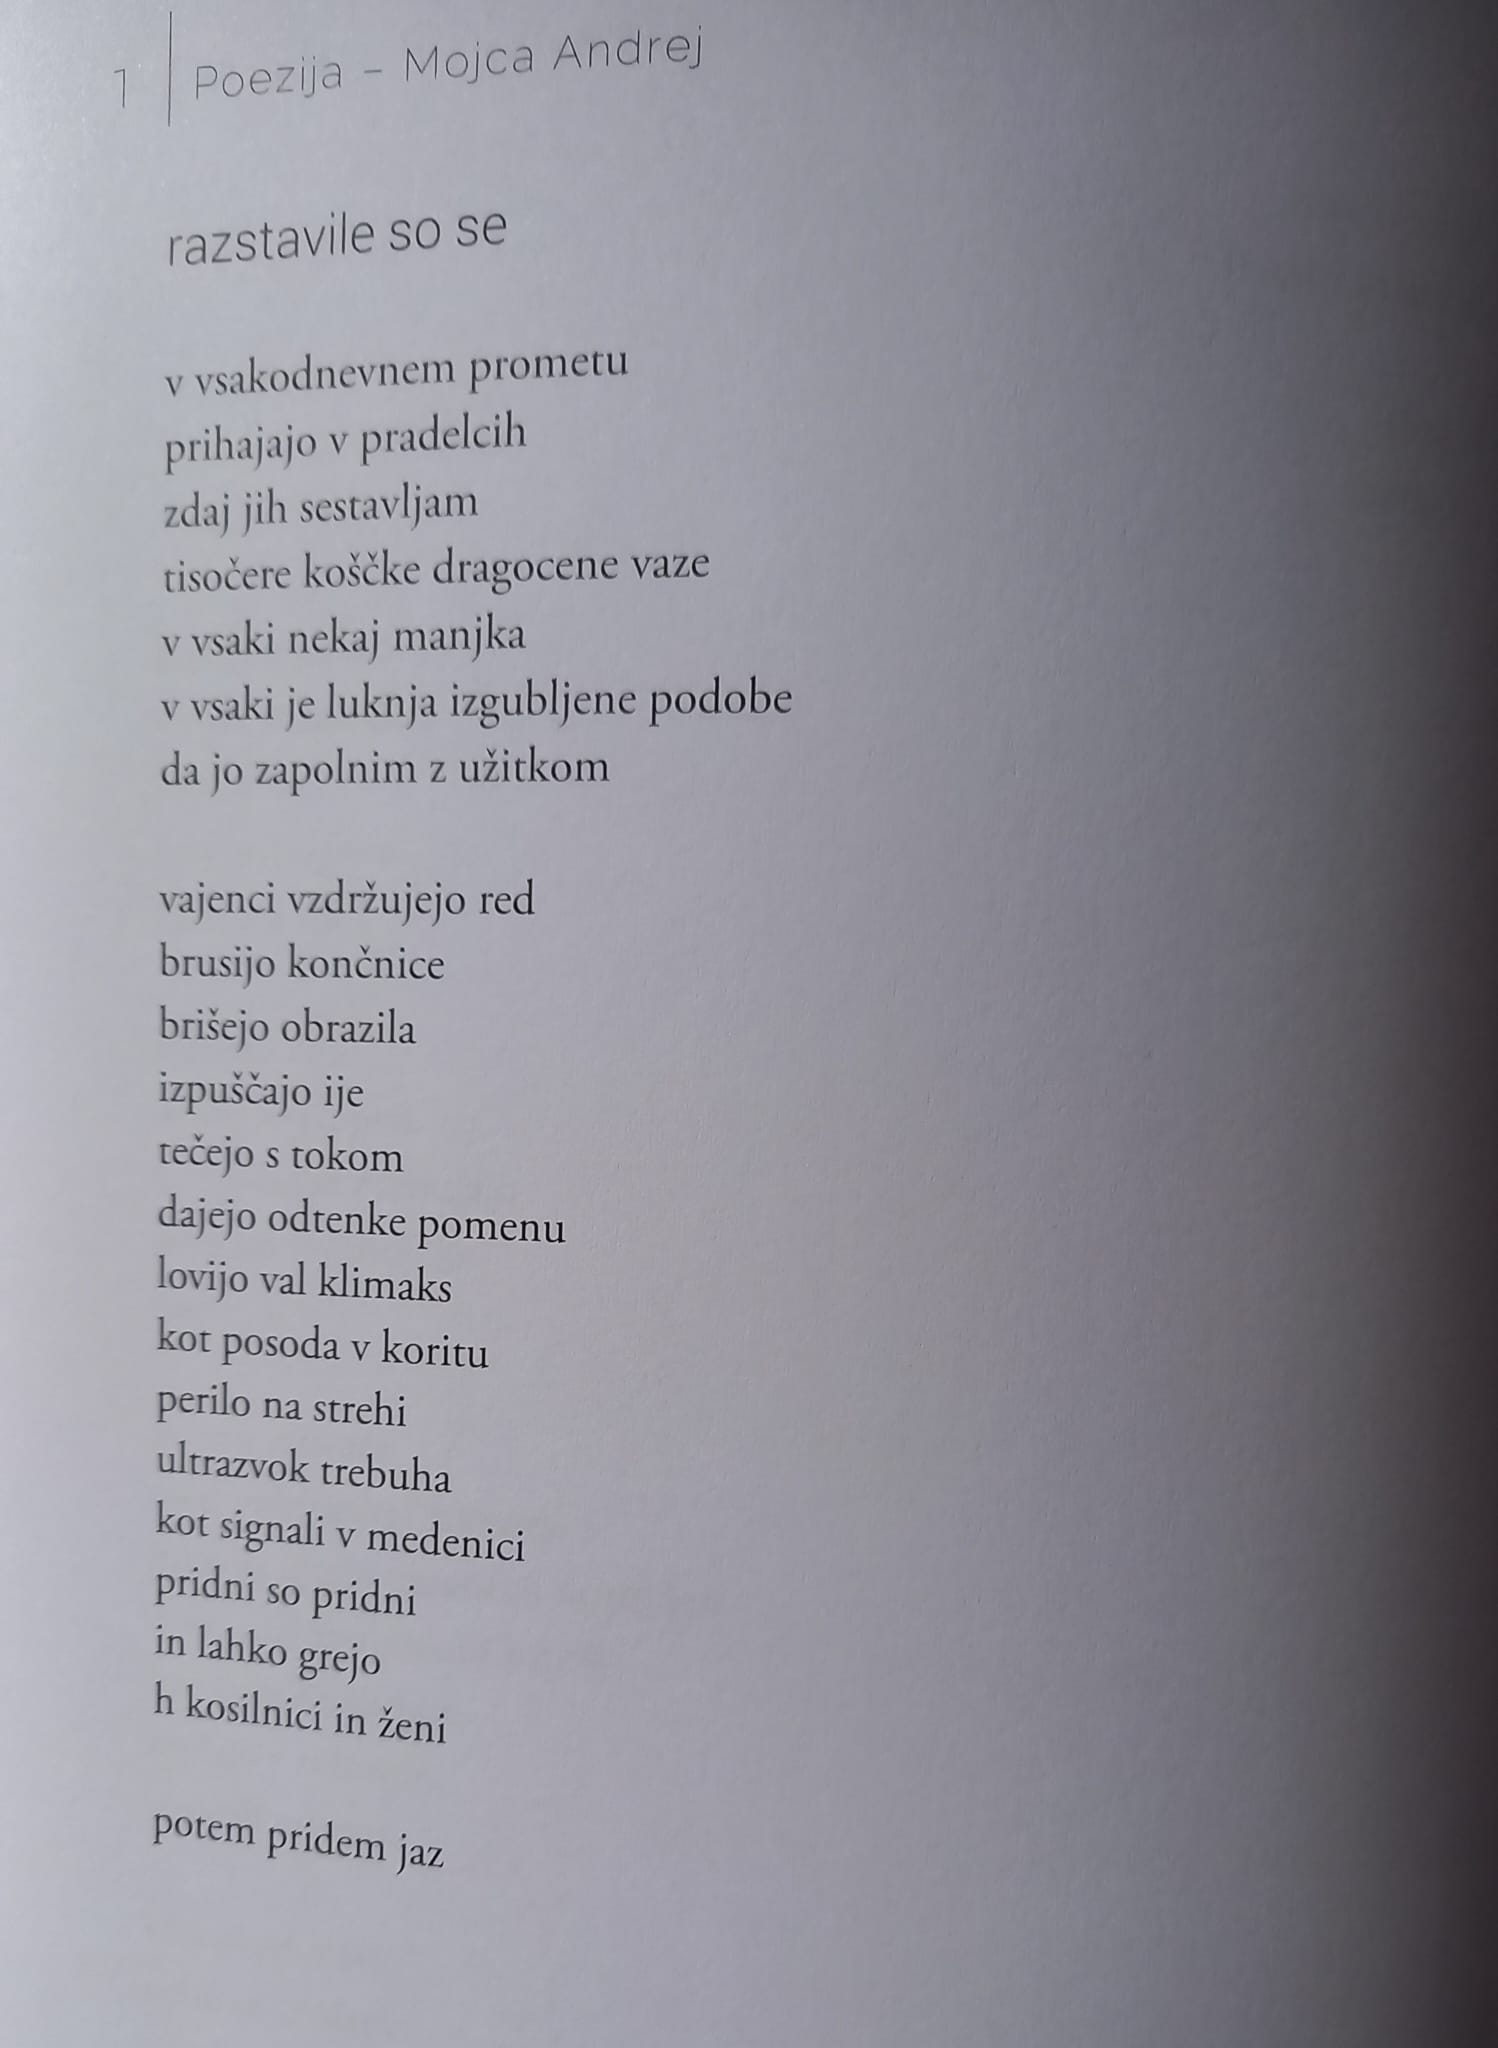 1 | Poezija – Mojca Andrej
razstavile so se
v vsakodnevnem prometu
prihajajo v pradelcih
zdaj jih sestavljam
tisočere koščke dragocene vaze
v vsaki nekaj manjka
v vsaki je luknja izgubljene podobe
da jo zapolnim z užitkom
vajenci vzdržujejo red
brusijo končnice
brišejo obrazila
izpuščajo ije
tečejo s tokom
dajejo odtenke pomenu
lovijo val klimaks
kot posoda v koritu
perilo na strehi
ultrazvok trebuha
kot signali v medenici
pridni so pridni
in lahko grejo
h kosilnici in ženi
potem pridem jaz